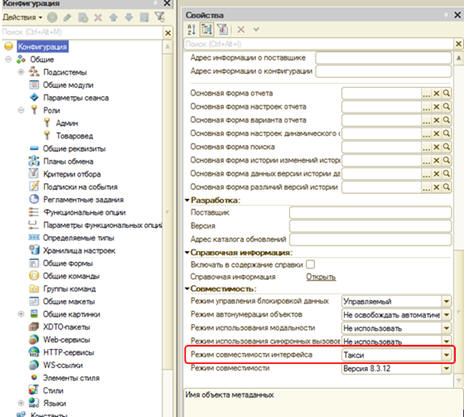 Конфигурация
Действия
Поиск (Ctrl+Alt+M)
Конфигурация
Общие
Подсистемы
Общие модули
Параметры сеанса
Роли
Админ
Товаровед
Общие реквизиты
Планы обмена
Критерии отбора
Подписки на события
Регламентные задания
Функциональные опции
Параметры функциональных опци
Определяемые типы
Хранилища настроек
Общие формы
Общие команды
Группы команд
Общие макеты
Общие картинки
XDTO-пакеты
Web-сервисы
HTTP-сервисы
WS-ссылки
Элементы стиля
Стили
Языки
Константы
Свойства
Поиск (Ctrl+Alt+I)
Адрес информации о поставщике
Адрес информации о конфигурации
Основная форма отчета
Основная форма настроек отчета
Основная форма варианта отчета
Основная форма настроек динамического с
Основная форма поиска
Основная форма истории изменений истори
Основная форма данных версии истории да
Основная форма различий версий истории
Разработка:
Поставщик
Версия
Адрес каталога обновлений
Справочная информация:
Включать в содержание справки
Справочная информация Открыть
Совместимость:
Режим управления блокировкой данных Управляемый
Режим автонумерации объектов Не освобождать автоматиче
Режим использования модальности Не использовать
Режим использования синхронных вызовов Не использовать
Режим совместимости интерфейса Такси
Режим совместимости Версия 8.3.12
Имя объекта метаданных